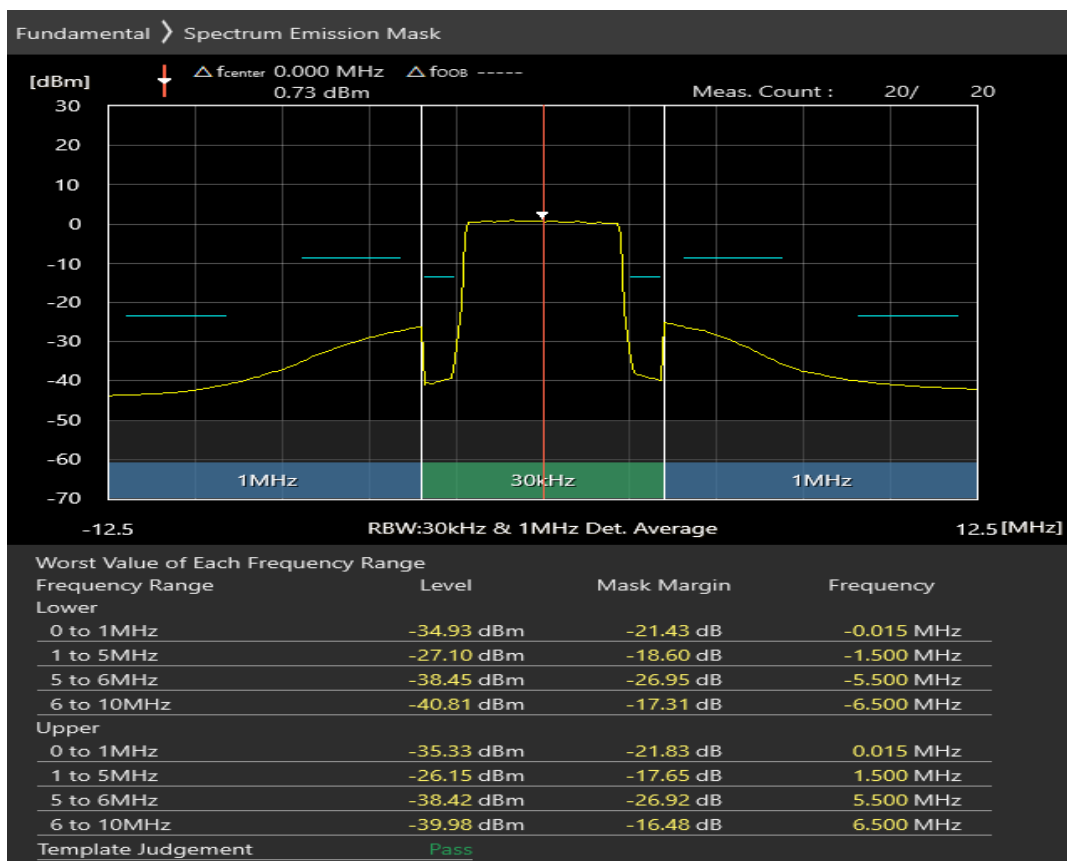 Fundamental ❯ Spectrum Emission Mask
[dBm] △ fcenter 0.000 MHz △ fOOB -----
0.73 dBm Meas. Count : 20/ 20
30
20
10
0
-10
-20
-30
-40
-50
-60
1MHz 30kHz 1MHz
-70
-12.5 RBW:30kHz & 1MHz Det. Average 12.5 [MHz]
Worst Value of Each Frequency Range
Frequency Range Level Mask Margin Frequency
Lower
0 to 1MHz -34.93 dBm -21.43 dB -0.015 MHz
1 to 5MHz -27.10 dBm -18.60 dB -1.500 MHz
5 to 6MHz -38.45 dBm -26.95 dB -5.500 MHz
6 to 10MHz -40.81 dBm -17.31 dB -6.500 MHz
Upper
0 to 1MHz -35.33 dBm -21.83 dB 0.015 MHz
1 to 5MHz -26.15 dBm -17.65 dB 1.500 MHz
5 to 6MHz -38.42 dBm -26.92 dB 5.500 MHz
6 to 10MHz -39.98 dBm -16.48 dB 6.500 MHz
Template Judgement Pass